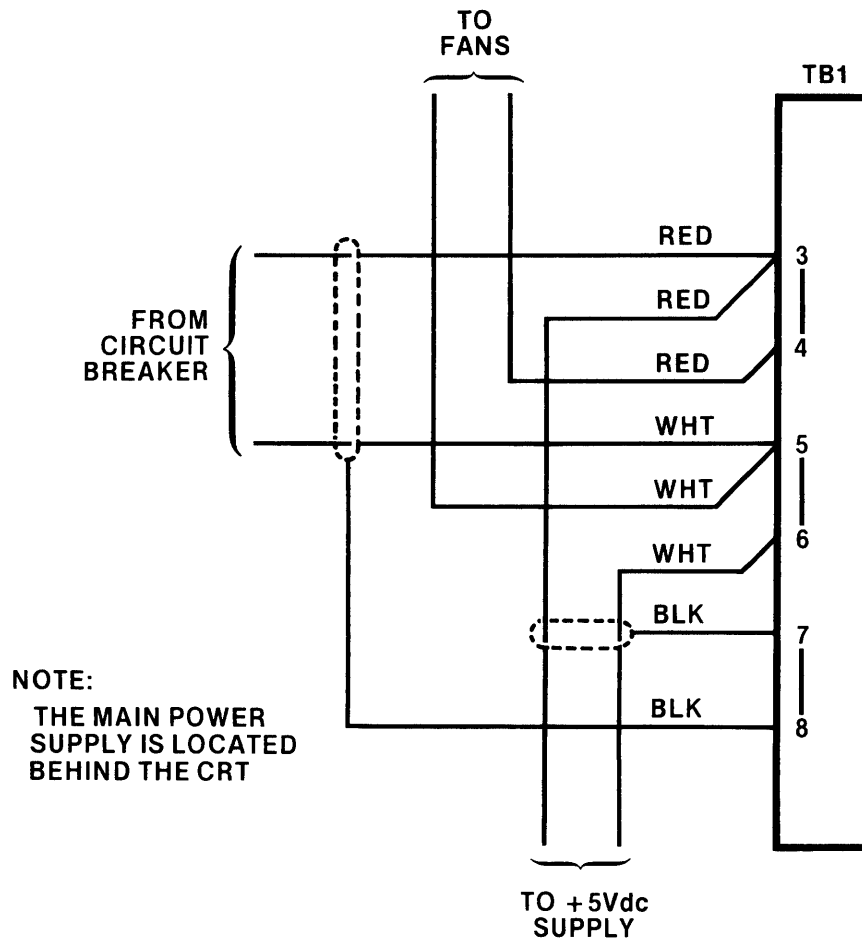 TO
FANS
TB1
RED
3
FROM
CIRCUIT
BREAKER
RED
4
RED
WHT
5
WHT
6
WHT
BLK
7
NOTE:
THE MAIN POWER
SUPPLY IS LOCATED
BEHIND THE CRT
BLK
8
TO +5Vdc
SUPPLY